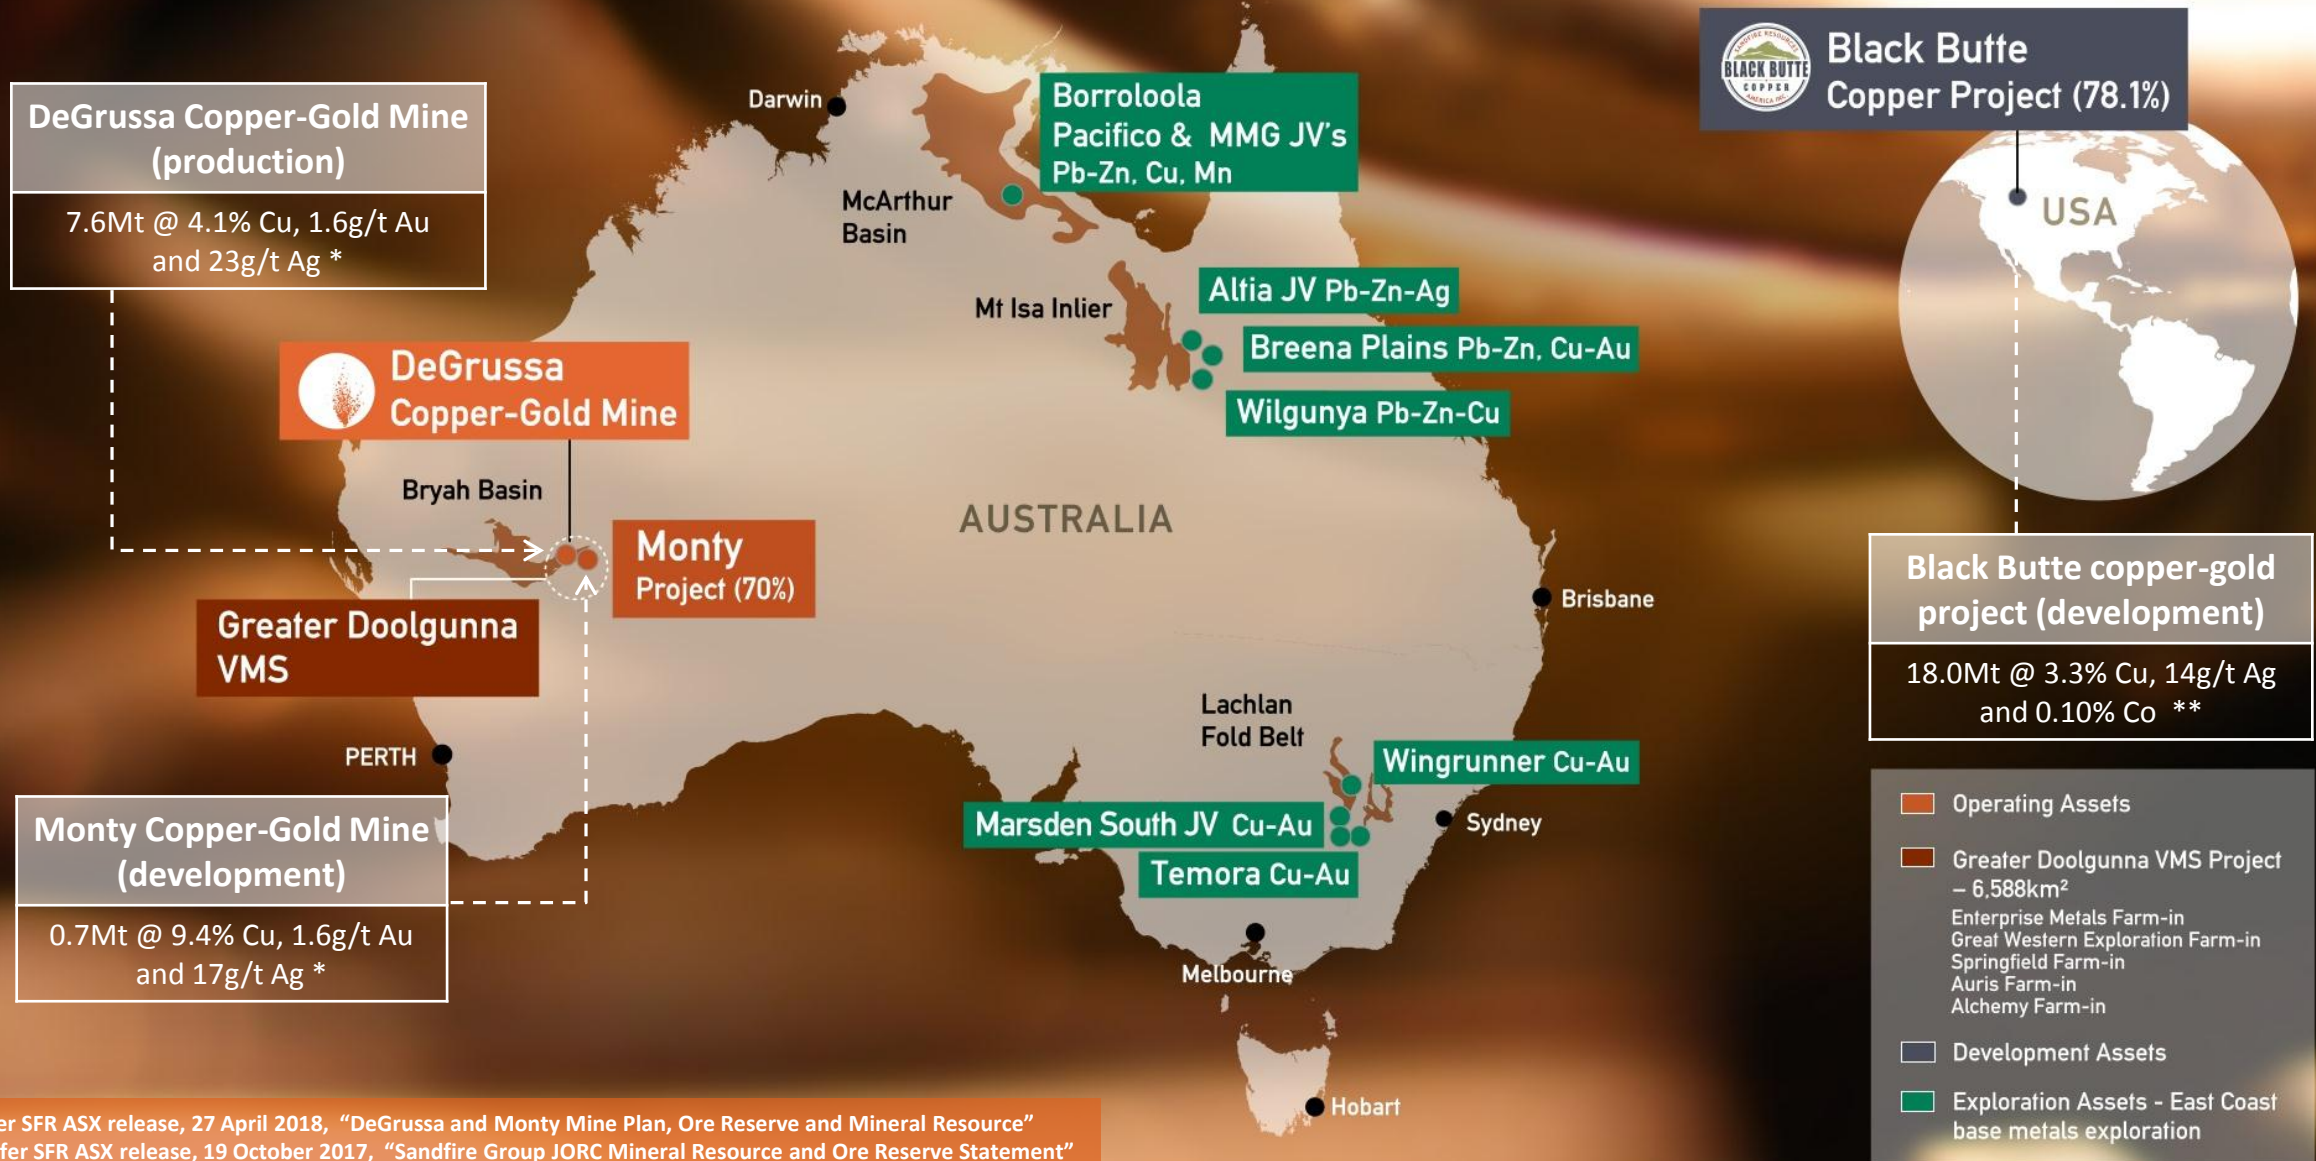 DeGrussa Copper-Gold Mine
(production)
7.6Mt @ 4.1% Cu, 1.6g/t Au
and 23g/t Ag *
Darwin
Borroloola
Pacifico & MMG JV's
Pb-Zn, Cu, Mn
McArthur
Basin
SANDFIRE RESOURCES
BLACK BUTTE
COPPER
AMERICA INC
Black Butte
Copper Project (78.1%)
USA
Mt Isa Inlier
Altia JV Pb-Zn-Ag
Breena Plains Pb-Zn, Cu-Au
Wilgunya Pb-Zn-Cu
DeGrussa
Copper-Gold Mine
Bryah Basin
AUSTRALIA
Monty
Project (70%)
Greater Doolgunna
VMS
PERTH
Brisbane
Black Butte copper-gold
project (development)
18.0Mt @ 3.3% Cu, 14g/t Ag
and 0.10% Co **
Lachlan
Fold Belt
Wingrunner Cu-Au
Marsden South JV Cu-Au
Temora Cu-Au
Sydney
Melbourne
Hobart
Monty Copper-Gold Mine
(development)
0.7Mt @ 9.4% Cu, 1.6g/t Au
and 17g/t Ag *
Operating Assets
Greater Doolgunna VMS Project
– 6,588km²
Enterprise Metals Farm-in
Great Western Exploration Farm-in
Springfield Farm-in
Auris Farm-in
Alchemy Farm-in
Development Assets
Exploration Assets - East Coast
base metals exploration
SFR ASX release, 27 April 2018, “DeGrussa and Monty Mine Plan, Ore Reserve and Mineral Resource”
SFR ASX release, 19 October 2017, “Sandfire Group JORC Mineral Resource and Ore Reserve Statement”